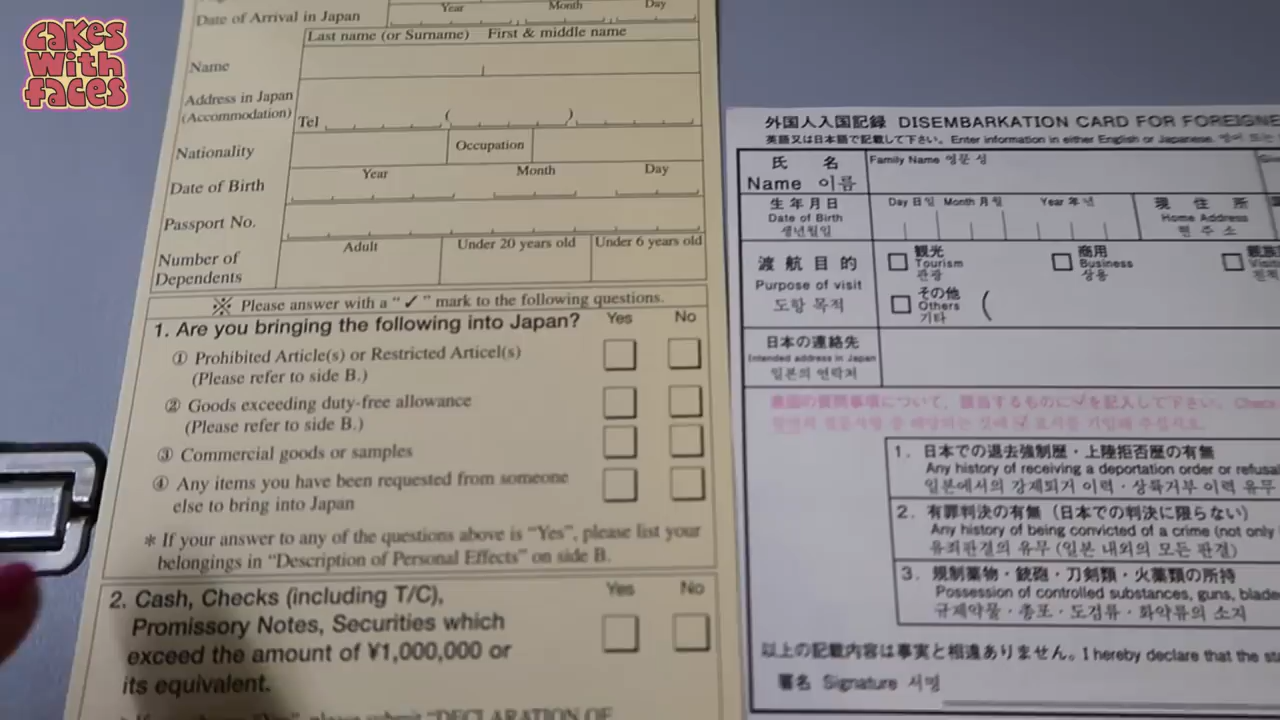 Cakes
With
faces
Date of Arrival in Japan
Year Month Day
Last name (or Surname) First & middle name
Name
Address in Japan
(Accommodation)
Tel ( )
Nationality
Occupation
Year Month Day
Date of Birth
Passport No.
Adult Under 20 years old Under 6 years old
Number of
Dependents
※ Please answer with a “ ✓ ” mark to the following questions.
1. Are you bringing the following into Japan? Yes No
① Prohibited Article(s) or Restricted Articel(s)
(Please refer to side B.)
② Goods exceeding duty-free allowance
(Please refer to side B.)
③ Commercial goods or samples
④ Any items you have been requested from someone
else to bring into Japan
* If your answer to any of the questions above is “Yes”, please list your
belongings in “Description of Personal Effects” on side B.
2. Cash, Checks (including T/C), Yes No
Promissory Notes, Securities which
exceed the amount of ¥1,000,000 or
its equivalent.
please submit “DECLARATION OF
外国人入国記録 DISEMBARKATION CARD FOR FOREIGNE
英語又は日本語で記載して下さい。Enter information in either English or Japanese.
氏 名
Name 이름
Family Name 영문 성
生年月日
Date of Birth
생년월일
Day 日 일 Month 月 월 Year 年 년
現住所
Home Address
현주소
渡航目的
Purpose of visit
도항 목적
観光
Tourism
관광
商用
Business
상용
その他
Others
기타
(
日本の連絡先
Intended address in Japan
일본의 연락처
裏面の質問事項について、該当するものに✓を記入して下さい。
1. 日本での退去強制歴・上陸拒否歴の有無
Any history of receiving a deportation order or refusa
일본에서의 강제퇴거 이력・상륙거부 이력 유무
2. 有罪判決の有無（日本での判決に限らない）
Any history of being convicted of a crime (not only
유죄판결의 유무 (일본 내외의 모든 판결)
3. 規制薬物・銃砲・刀剣類・火薬類の所持
Possession of controlled substances, guns, blade
규제약물・총포・도검류・화약류의 소지
以上の記載内容は事実と相違ありません。I hereby declare that the sta
署名 Signature 서명